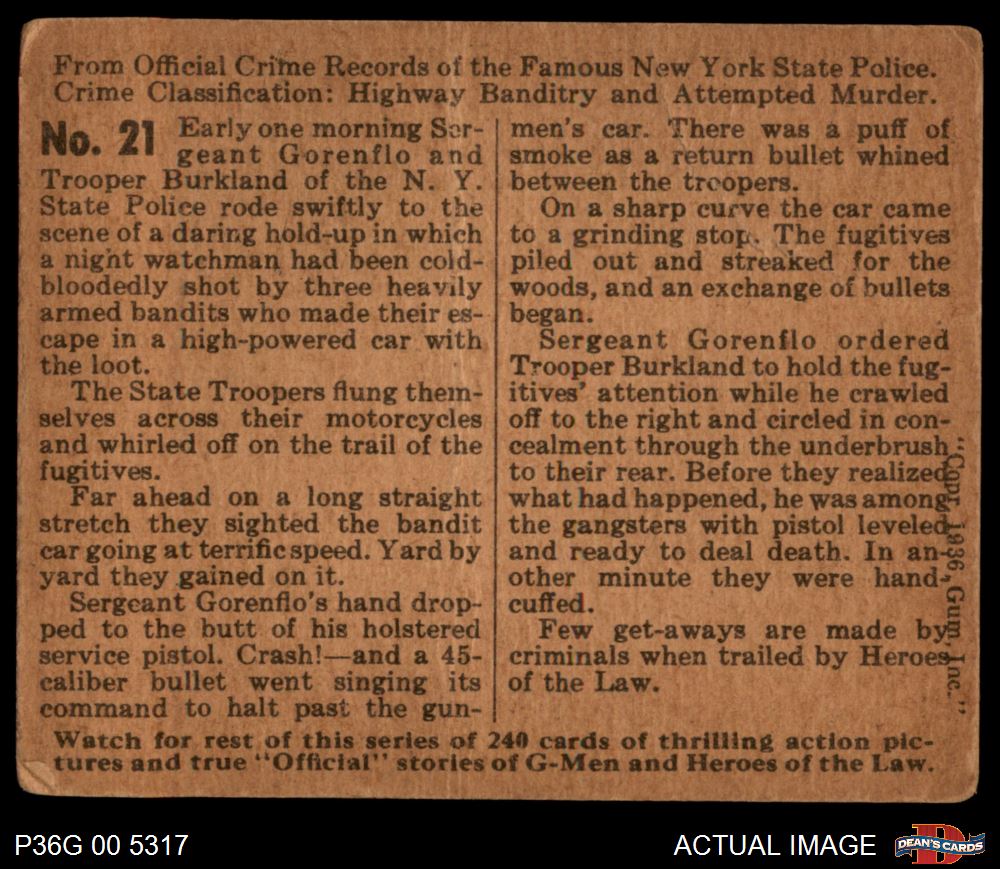 From Official Crime Records of the Famous New York State Police.
Crime Classification: Highway Banditry and Attempted Murder.
No. 21
Early one morning Ser-
geant Gorenflo and
Trooper Burkland of the N. Y.
State Police rode swiftly to the
scene of a daring hold-up in which
a night watchman had been cold-
bloodedly shot by three heavily
armed bandits who made their es-
cape in a high-powered car with
the loot.
The State Troopers flung them-
selves across their motorcycles
and whirled off on the trail of the
fugitives.
Far ahead on a long straight
stretch they sighted the bandit
car going at terrific speed. Yard by
yard they gained on it.
Sergeant Gorenflo's hand drop-
ped to the butt of his holstered
service pistol. Crash!—and a 45-
caliber bullet went singing its
command to halt past the gun-
men's car. There was a puff of
smoke as a return bullet whined
between the troopers.
On a sharp curve the car came
to a grinding stop. The fugitives
piled out and streaked for the
woods, and an exchange of bullets
began.
Sergeant Gorenflo ordered
Trooper Burkland to hold the fug-
itives' attention while he crawled
off to the right and circled in con-
cealment through the underbrush
to their rear. Before they realized
what had happened, he was among
the gangsters with pistol leveled
and ready to deal death. In an-
other minute they were hand-
cuffed.
Few get-aways are made by
criminals when trailed by Heroes
of the Law.
"Copr. 1936, Gum, Inc."
Watch for rest of this series of 240 cards of thrilling action pic-
tures and true "Official" stories of G-Men and Heroes of the Law.
P36G 00 5317
ACTUAL IMAGE
D
DEAN'S CARDS